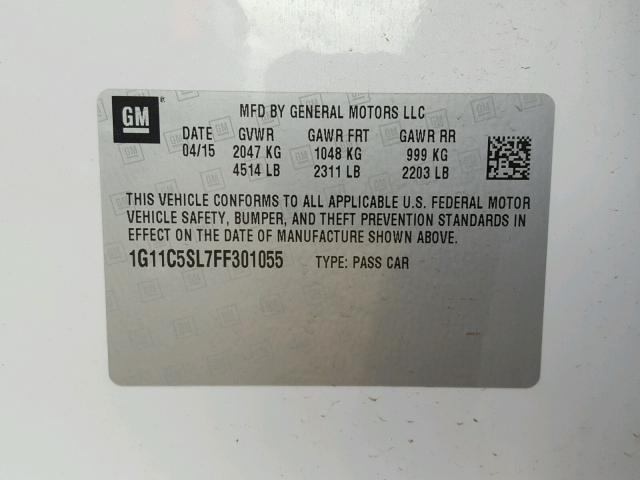 GM
MFD BY GENERAL MOTORS LLC
DATE GVWR GAWR FRT GAWR RR
04/15 2047 KG 1048 KG 999 KG
4514 LB 2311 LB 2203 LB
THIS VEHICLE CONFORMS TO ALL APPLICABLE U.S. FEDERAL MOTOR
VEHICLE SAFETY, BUMPER, AND THEFT PREVENTION STANDARDS IN
EFFECT ON THE DATE OF MANUFACTURE SHOWN ABOVE.
1G11C5SL7FF301055 TYPE: PASS CAR